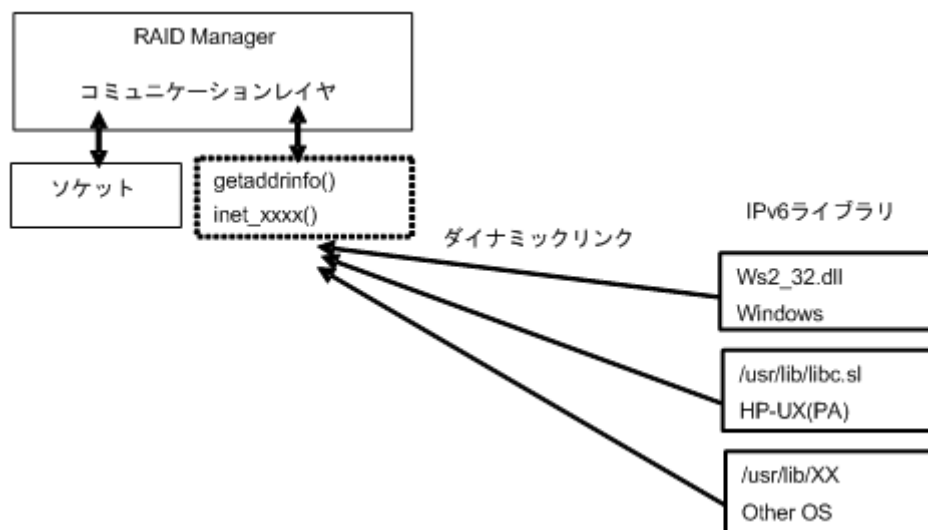 RAID Manager
コミュニケーションレイヤ
ソケット
getaddrinfo()
inet_xxxx()
ダイナミックリンク
IPv6ライブラリ
Ws2_32.dll
Windows
/usr/lib/libc.sl
HP-UX(PA)
/usr/lib/XX
Other OS